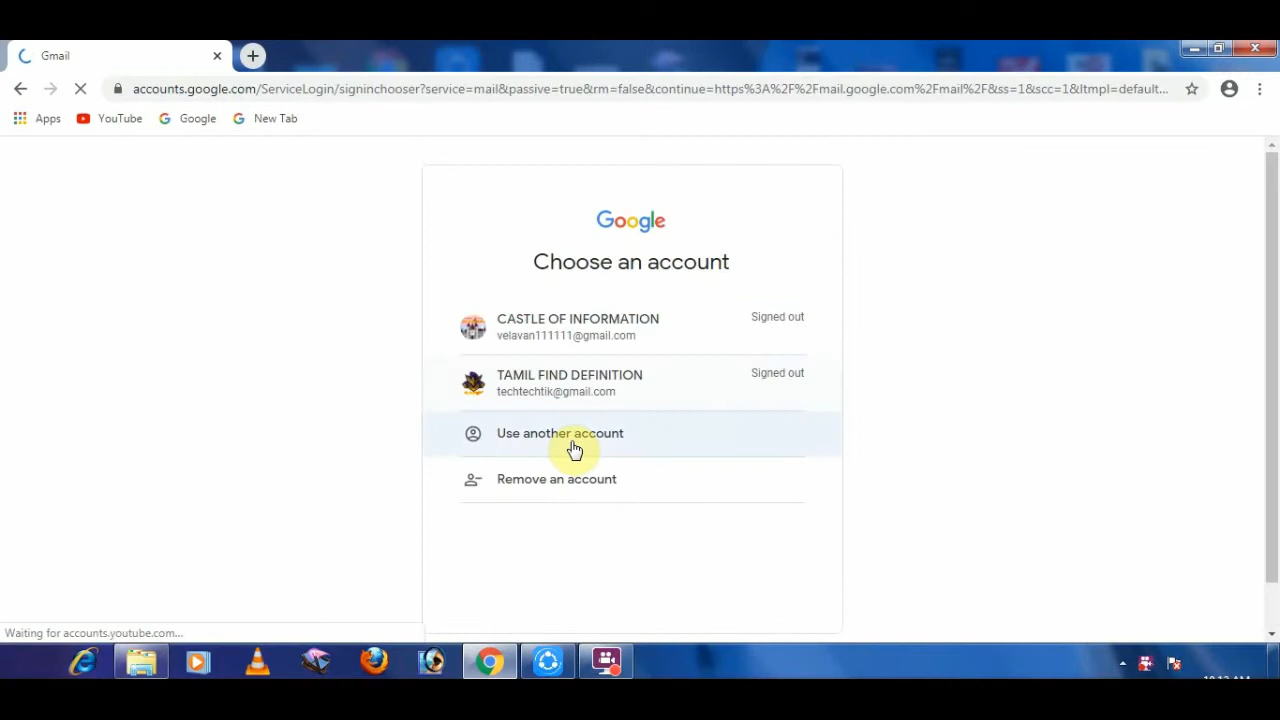 Gmail
accounts.google.com/ServiceLogin/signinchooser?service=mail&passive=true&rm=false&continue=https%3A%2F%2Fmail.google.com%2Fmail%2F&ss=1&scc=1&ltmpl=default...
Apps YouTube Google New Tab
Google
Choose an account
CASTLE OF INFORMATION Signed out
velavan111111@gmail.com
TAMIL FIND DEFINITION Signed out
techtechtik@gmail.com
Use another account
Remove an account
Waiting for accounts.youtube.com...